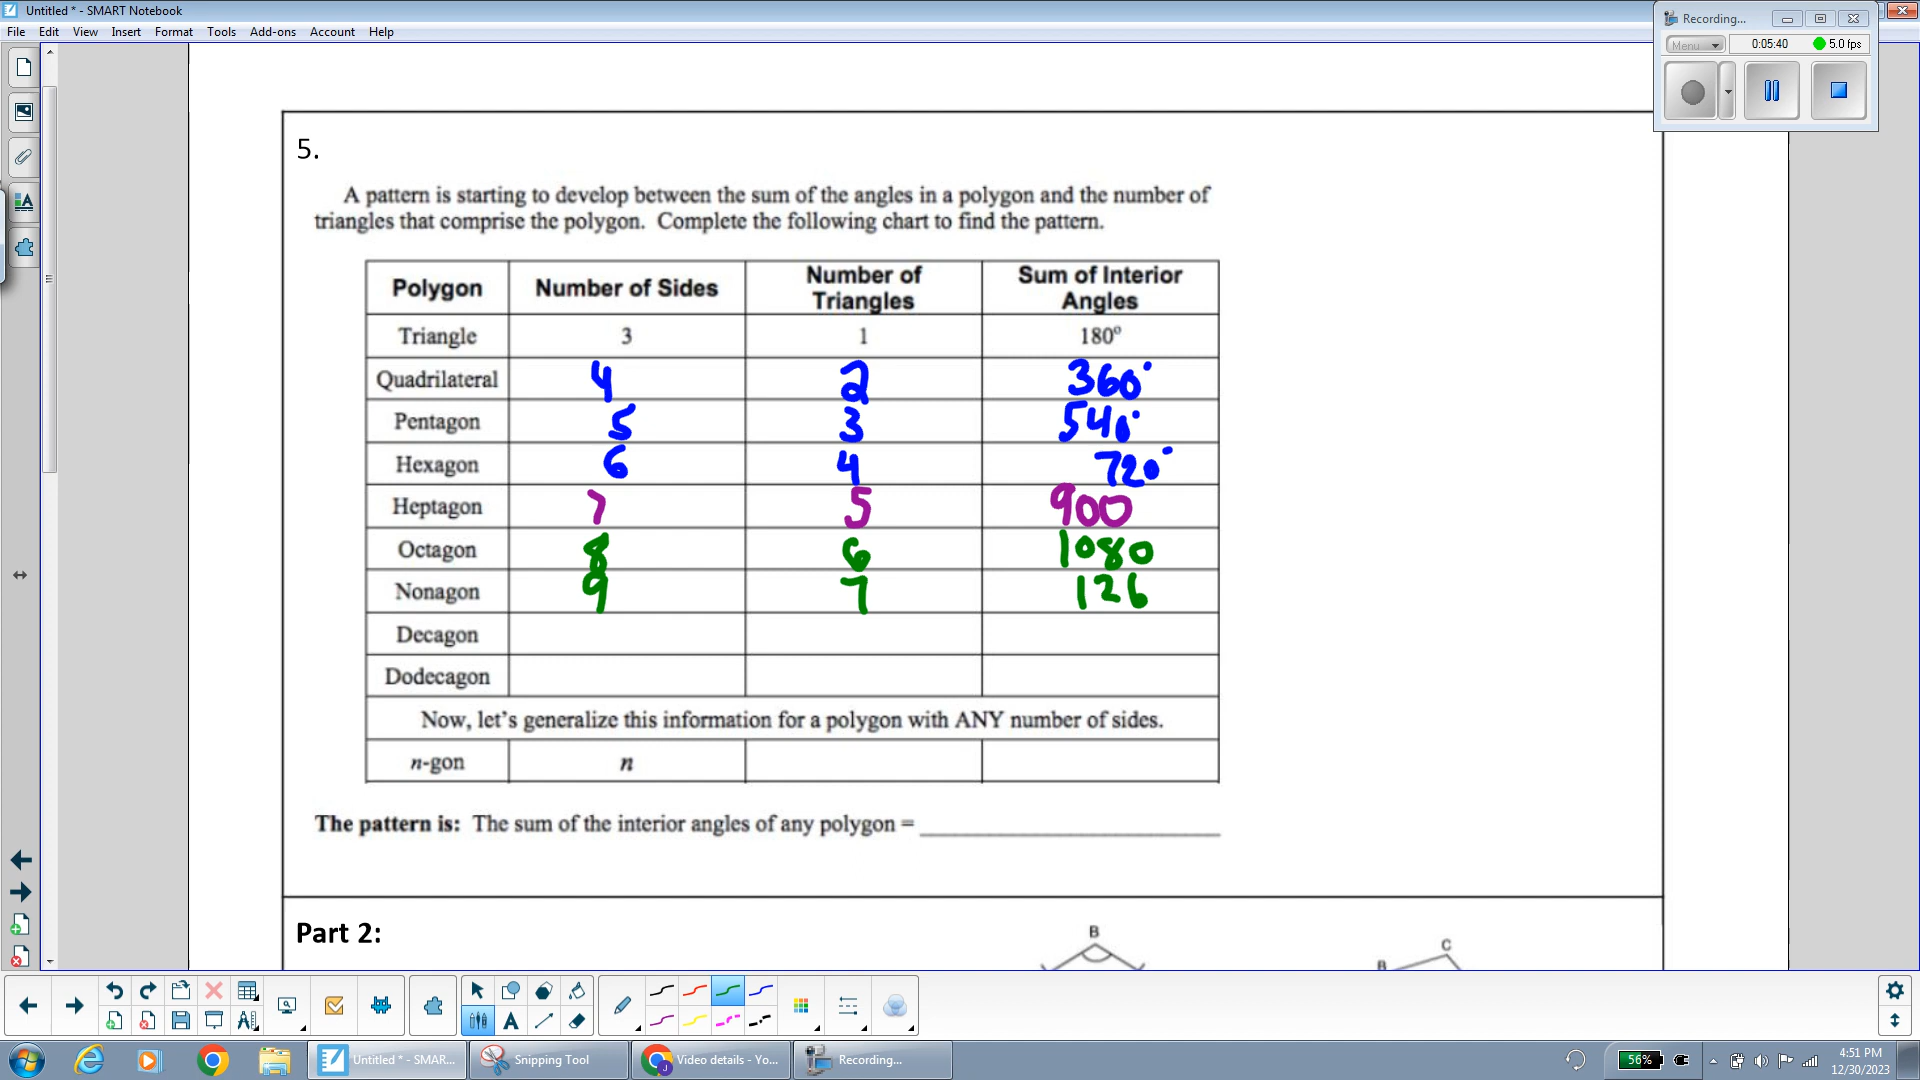 Untitled * - SMART Notebook
File Edit View Insert Format Tools Add-ons Account Help
Recording...
Menu 0:05:40 5.0 fps
5.
A pattern is starting to develop between the sum of the angles in a polygon and the number of
triangles that comprise the polygon. Complete the following chart to find the pattern.
Polygon Number of Sides Number of Triangles Sum of Interior Angles
Triangle 3 1 180°
Quadrilateral 4 2 360°
Pentagon 5 3 540°
Hexagon 6 4 720°
Heptagon 7 5 900
Octagon 8 6 1080
Nonagon 9 7 126
Decagon
Dodecagon
Now, let's generalize this information for a polygon with ANY number of sides.
n-gon n
The pattern is: The sum of the interior angles of any polygon = ____
Part 2:
B
B C
Untitled * - SMAR... Snipping Tool Video details - Yo... Recording... 56% 4:51 PM
12/30/2023